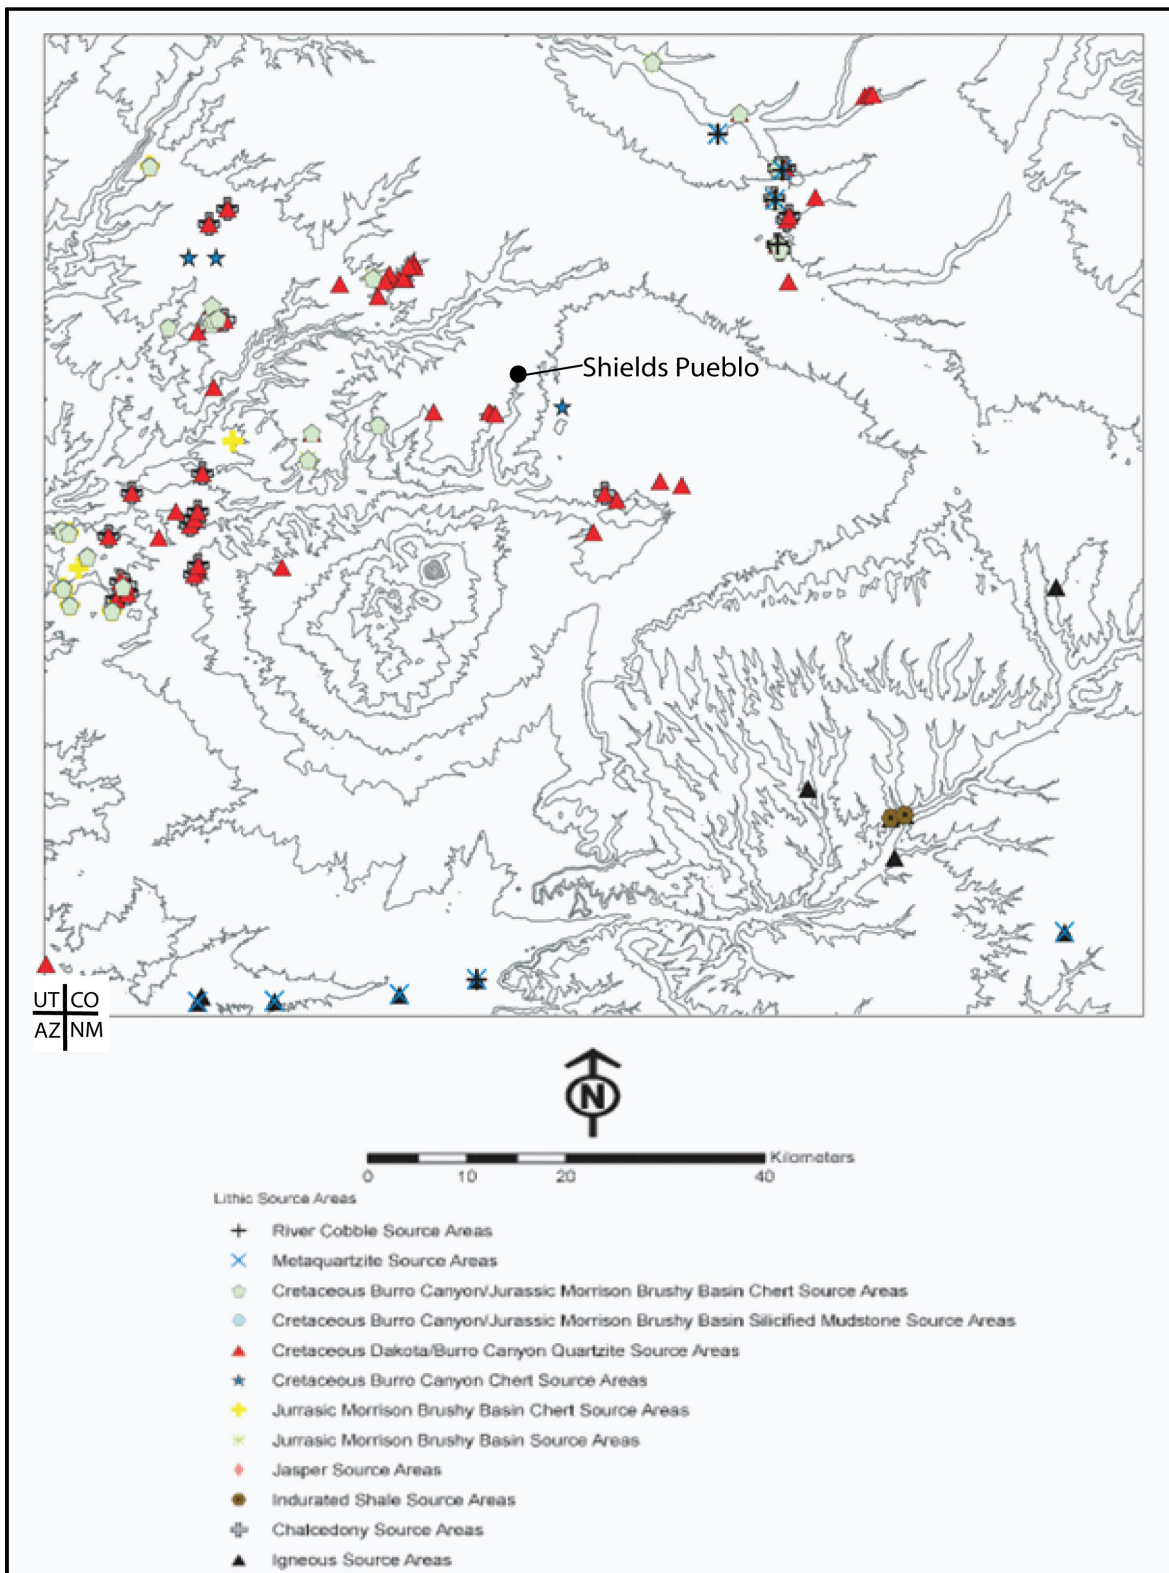 Shields Pueblo
UT CO
AZ NM
N
Kilometers
0 10 20 40
Lithic Source Areas
River Cobble Source Areas
Metaquartzite Source Areas
Cretaceous Burro Canyon/Jurassic Morrison Brushy Basin Chert Source Areas
Cretaceous Burro Canyon/Jurassic Morrison Brushy Basin Silicified Mudstone Source Areas
Cretaceous Dakota/Burro Canyon Quartzite Source Areas
Cretaceous Burro Canyon Chert Source Areas
Jurrasic Morrison Brushy Basin Chert Source Areas
Jurrasic Morrison Brushy Basin Source Areas
Jasper Source Areas
Indurated Shale Source Areas
Chalcedony Source Areas
Igneous Source Areas